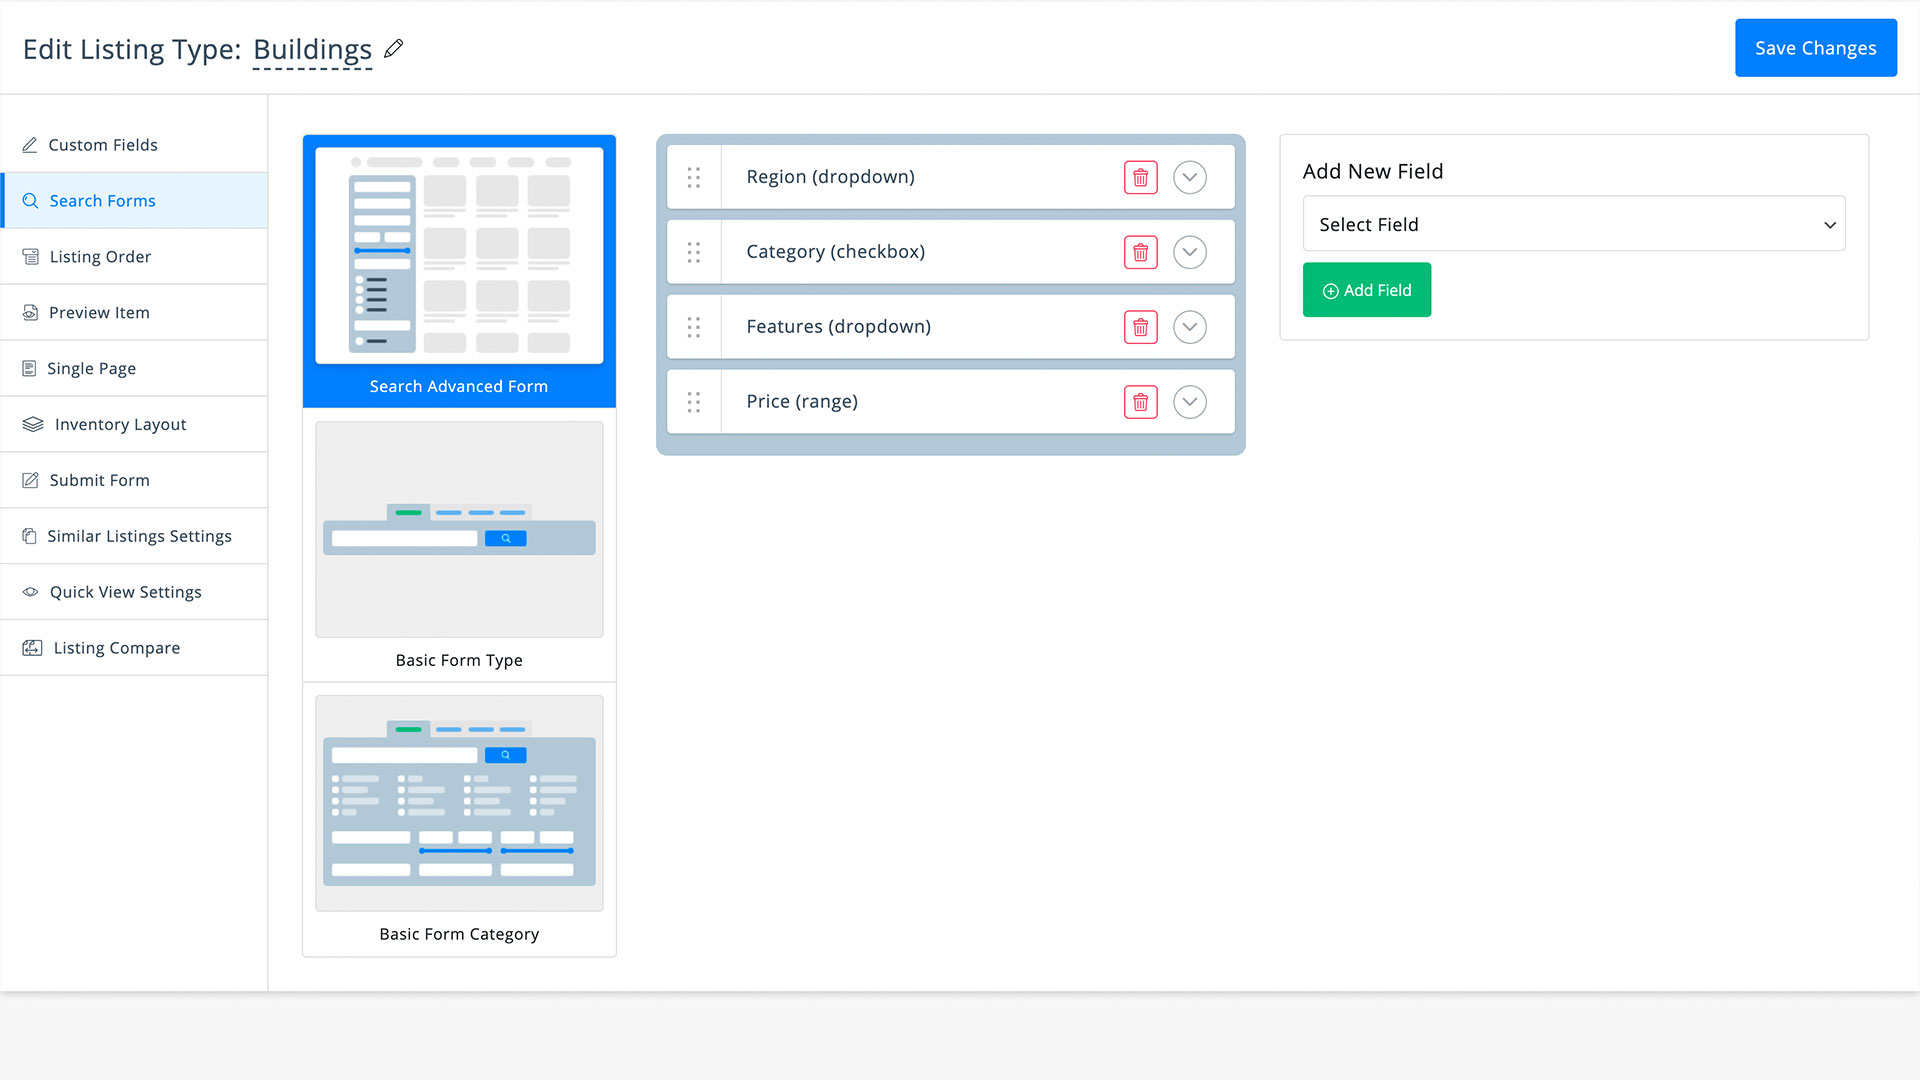 Edit Listing Type: Buildings
Save Changes
Custom Fields
Search Forms
Listing Order
Preview Item
Single Page
Inventory Layout
Submit Form
Similar Listings Settings
Quick View Settings
Listing Compare
Search Advanced Form
Basic Form Type
Basic Form Category
Region (dropdown)
Category (checkbox)
Features (dropdown)
Price (range)
Add New Field
Select Field
Add Field